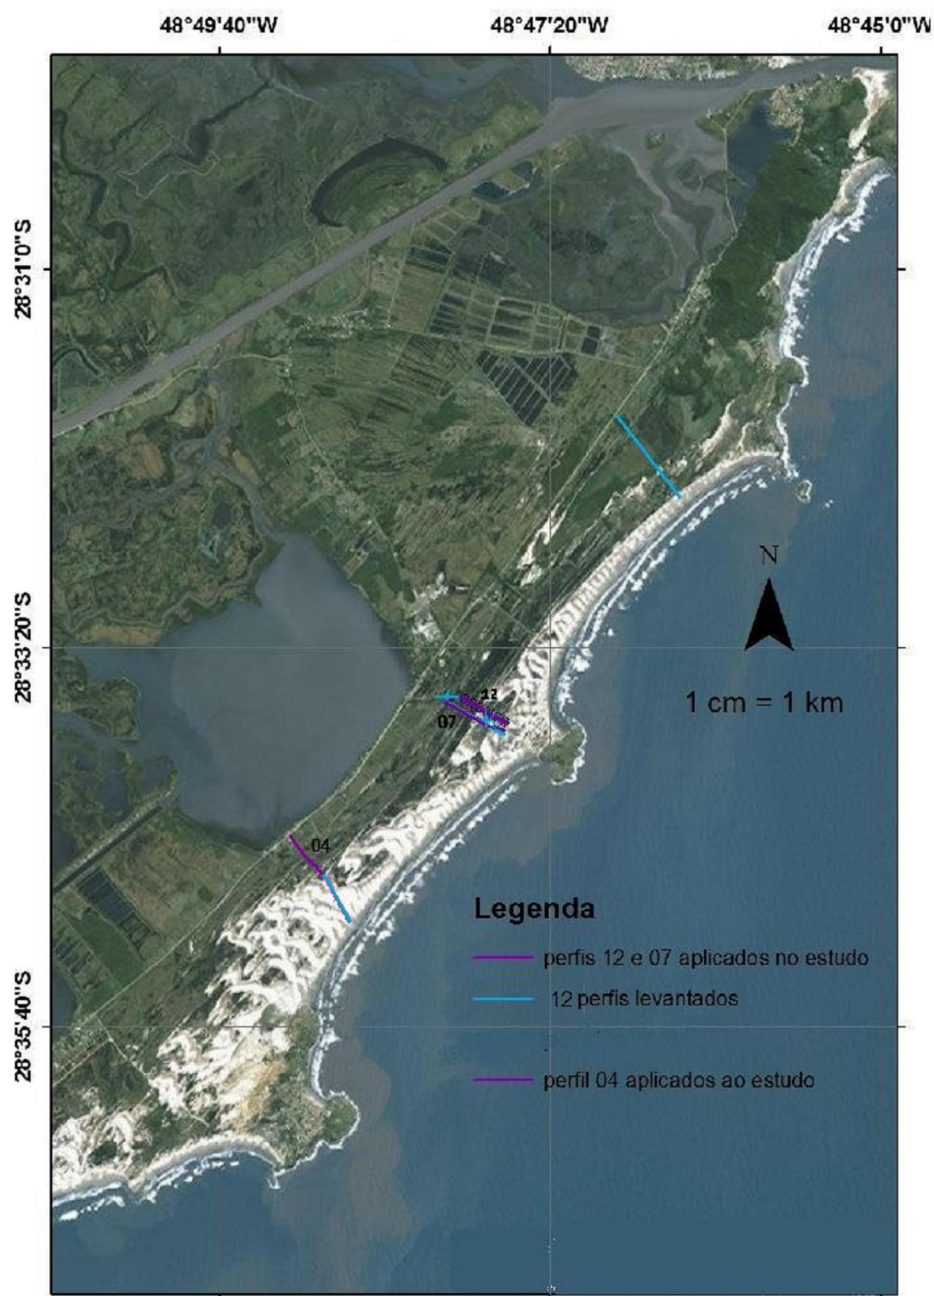 48°49'40"W
48°47'20"W
48°45'0"W
28°31'0"S
N
28°33'20"S
1 cm = 1 km
12
07
04
Legenda
perfis 12 e 07 aplicados no estudo
12 perfis levantados
28°35'40"S
perfil 04 aplicados ao estudo